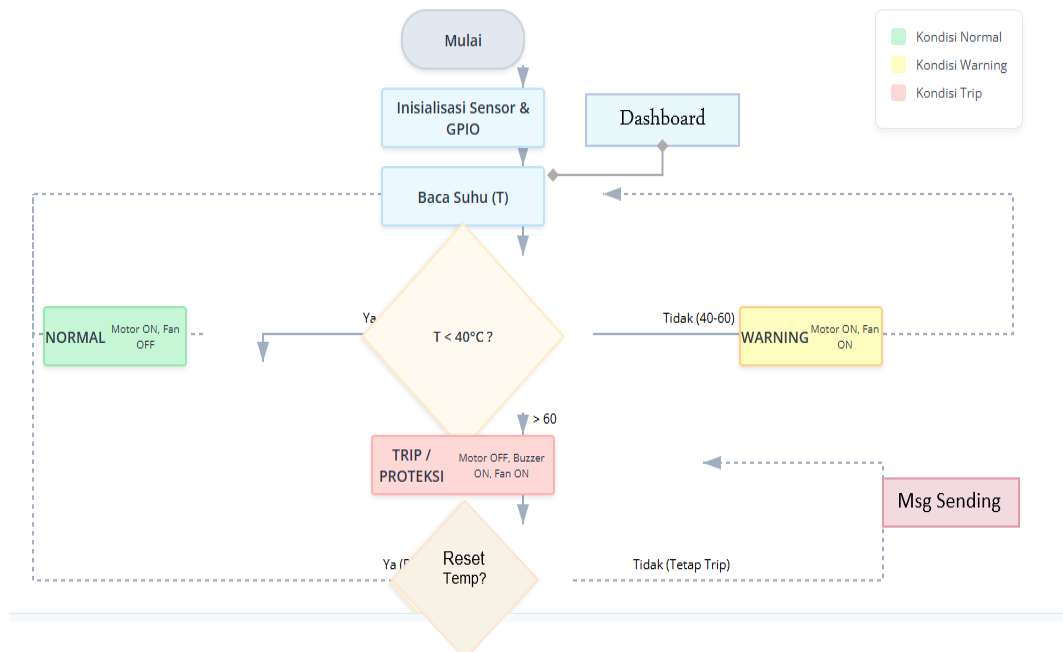 Mulai
Kondisi Normal
Kondisi Warning
Kondisi Trip
Inisialisasi Sensor &
GPIO
Dashboard
Baca Suhu (T)
Ya
T < 40°C ?
Tidak (40-60)
NORMAL
Motor ON, Fan
OFF
WARNING
Motor ON, Fan
ON
> 60
TRIP /
PROTEKSI
Motor OFF, Buzzer
ON, Fan ON
Msg Sending
Ya (
Reset
Temp?
Tidak (Tetap Trip)